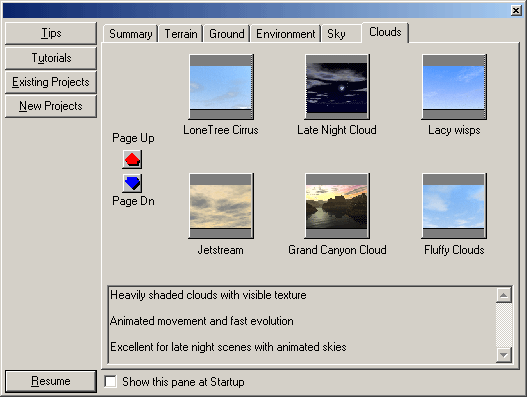 Tips
Tutorials
Existing Projects
New Projects
Summary
Terrain
Ground
Environment
Sky
Clouds
LoneTree Cirrus
Late Night Cloud
Lacy wisps
Page Up
Page Dn
Jetstream
Grand Canyon Cloud
Fluffy Clouds
Heavily shaded clouds with visible texture
Animated movement and fast evolution
Excellent for late night scenes with animated skies
Resume
Show this pane at Startup